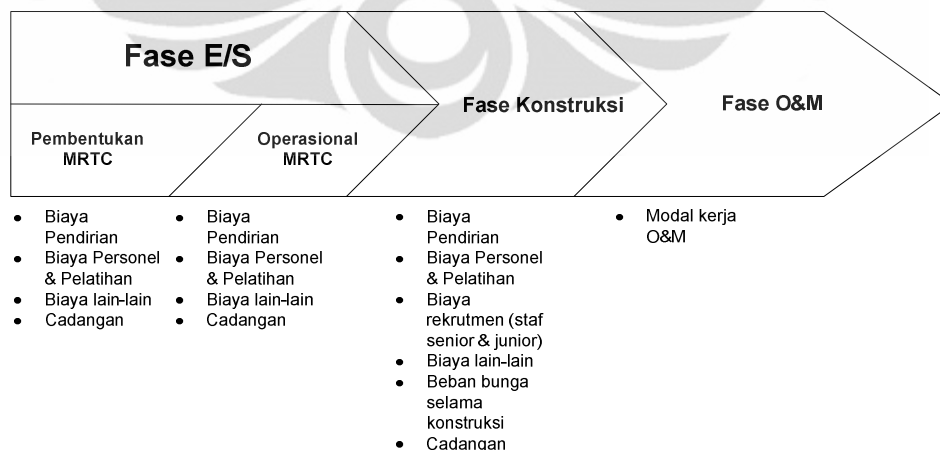 Fase E/S
Fase Konstruksi
Fase O&M
Pembentukan
MRTC
Operasional
MRTC
• Biaya
Pendirian
• Biaya Personel
& Pelatihan
• Biaya lain-lain
• Cadangan
• Biaya
Pendirian
• Biaya Personel
& Pelatihan
• Biaya lain-lain
• Cadangan
• Biaya
Pendirian
• Biaya Personel
& Pelatihan
• Biaya
rekrutmen (staf
senior & junior)
• Biaya lain-lain
• Beban bunga
selama
konstruksi
• Cadangan
• Modal kerja
O&M